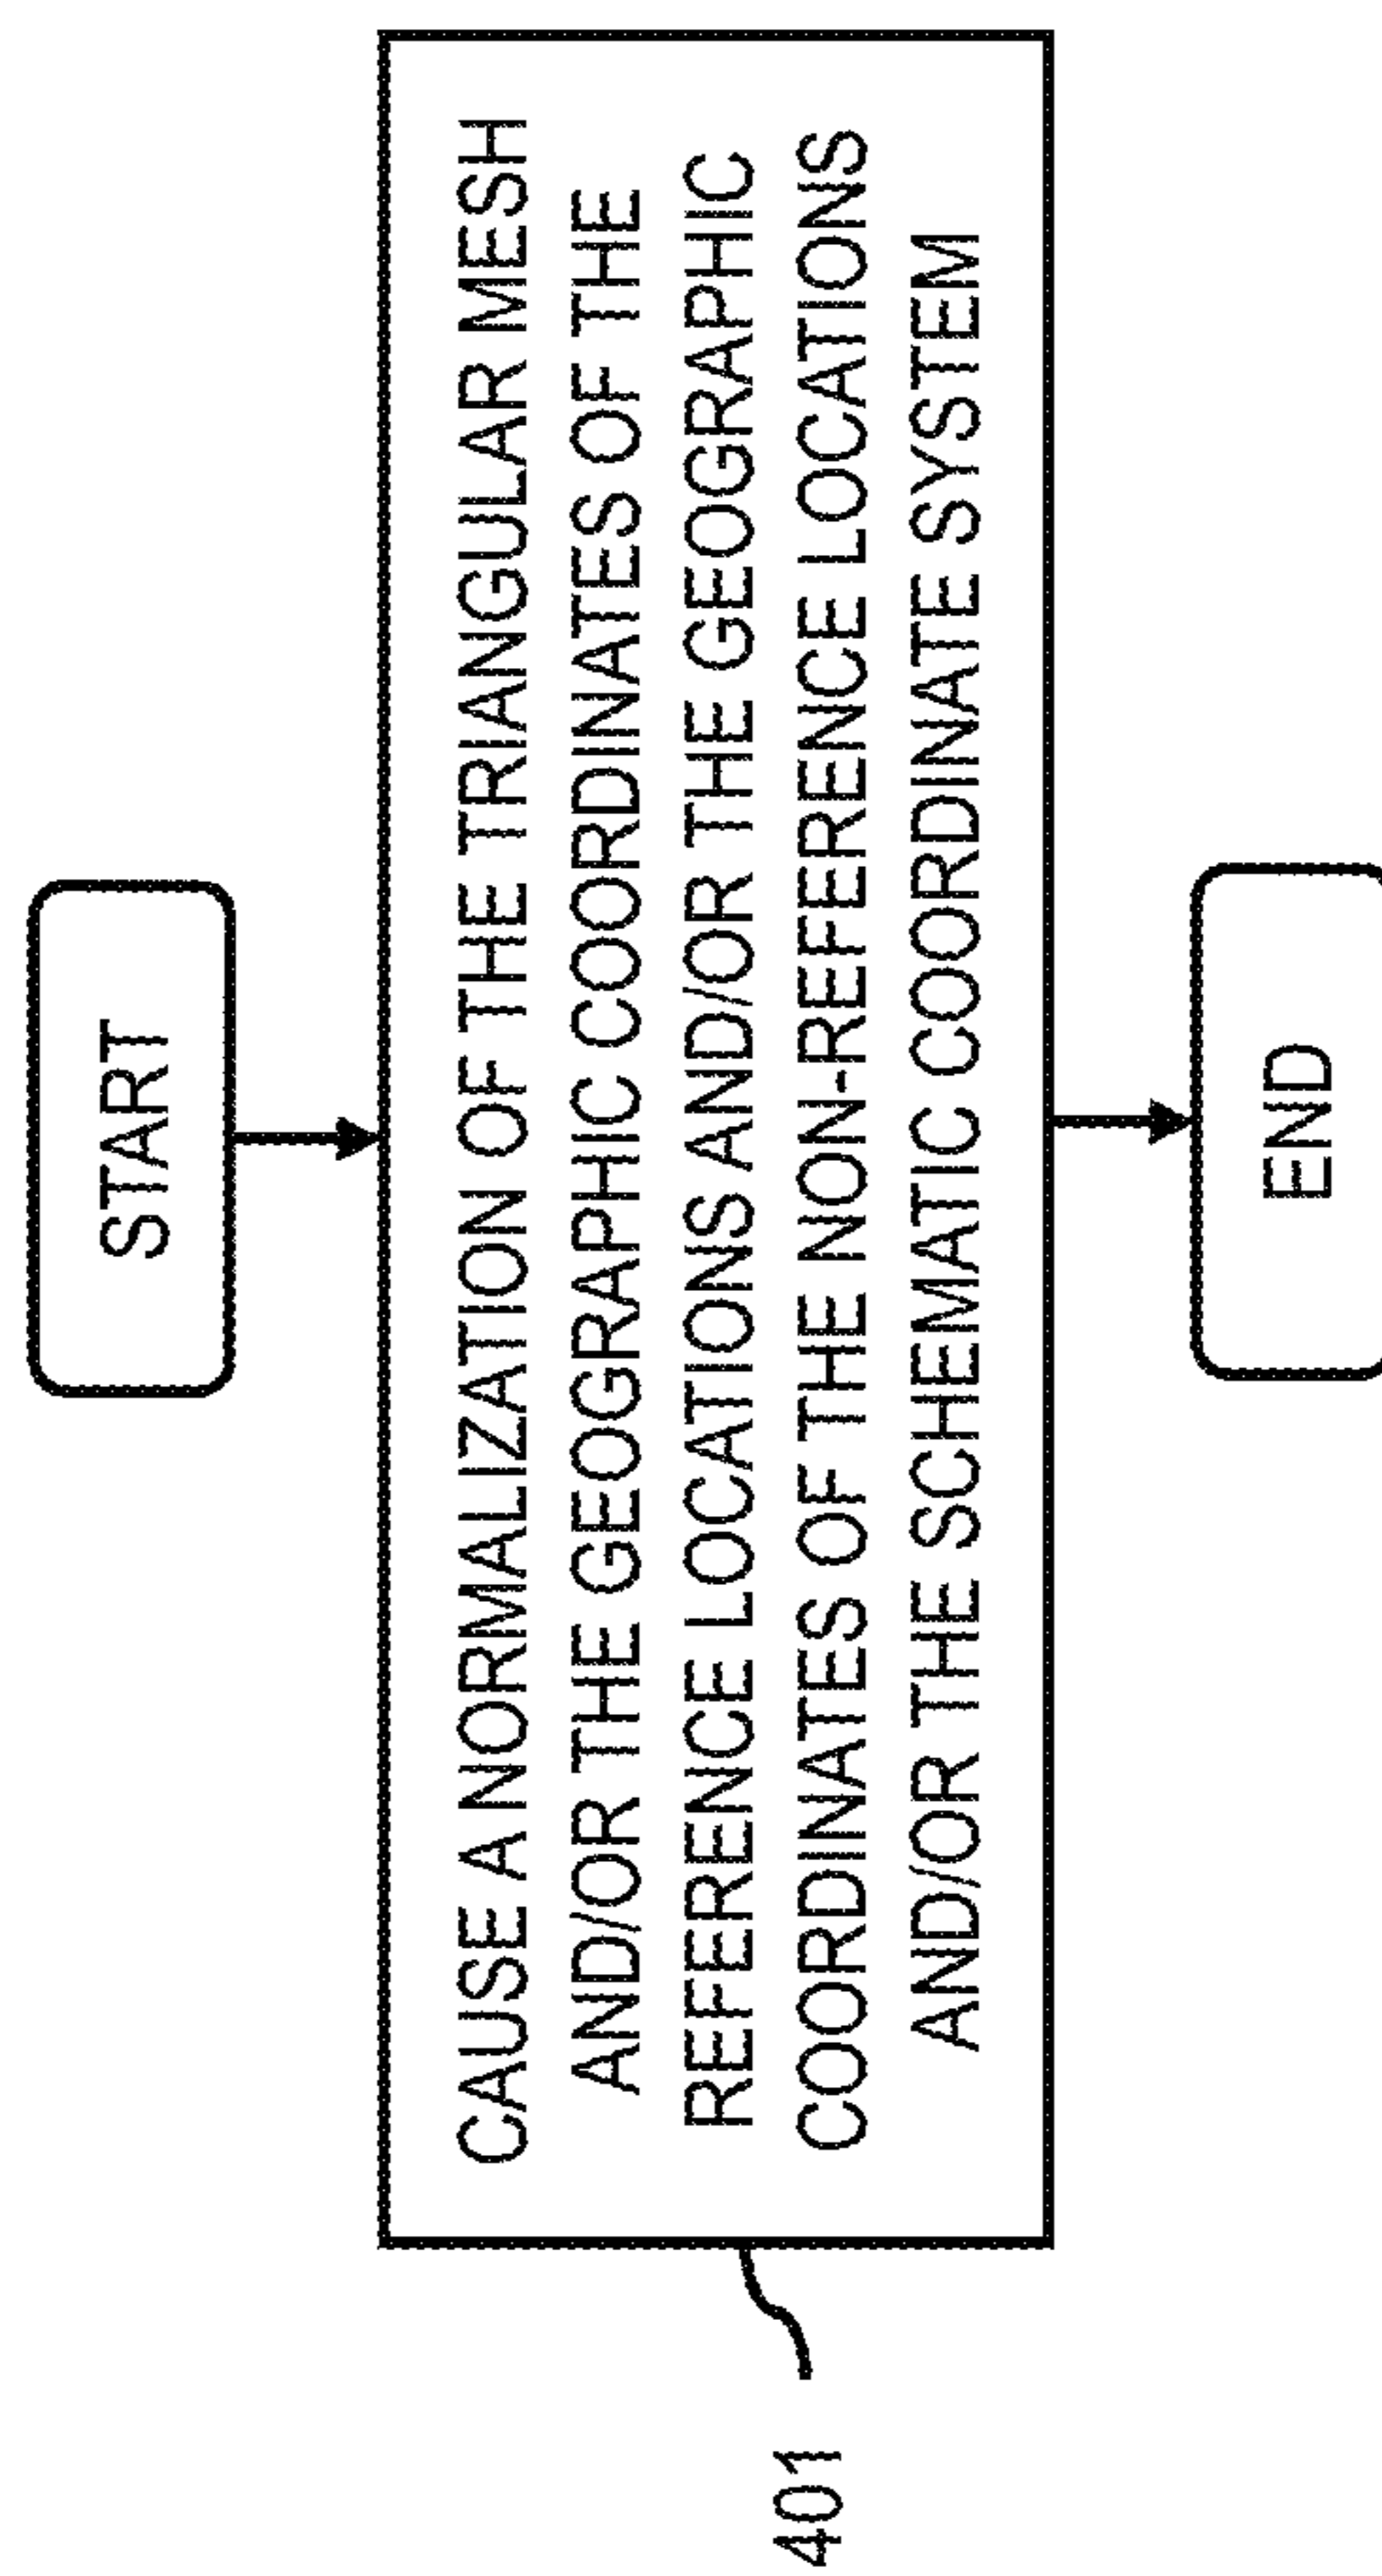 START
CAUSE A NORMALIZATION OF THE TRIANGULAR MESH
AND/OR THE GEOGRAPHIC COORDINATES OF THE
REFERENCE LOCATIONS AND/OR THE GEOGRAPHIC
COORDINATES OF THE NON-REFERENCE LOCATIONS
AND/OR THE SCHEMATIC COORDINATE SYSTEM
401
END